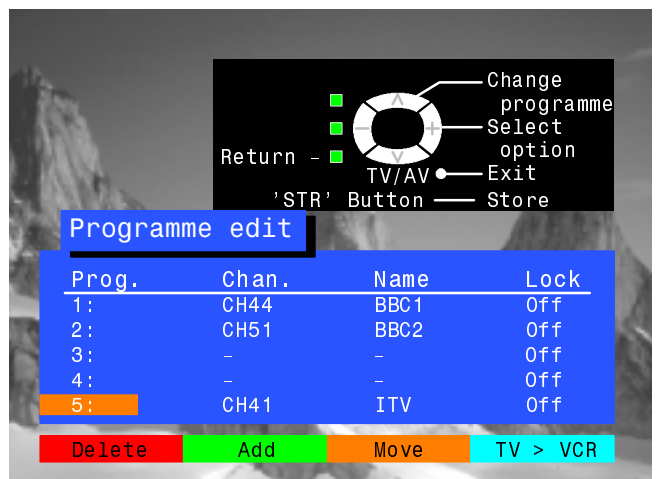 Change
programme
Select
option
Return –
TV/AV
Exit
'STR' Button
Store
Programme edit
Prog. Chan. Name Lock
1: CH44 BBC1 Off
2: CH51 BBC2 Off
3: – – Off
4: – – Off
5: CH41 ITV Off
Delete Add Move TV > VCR